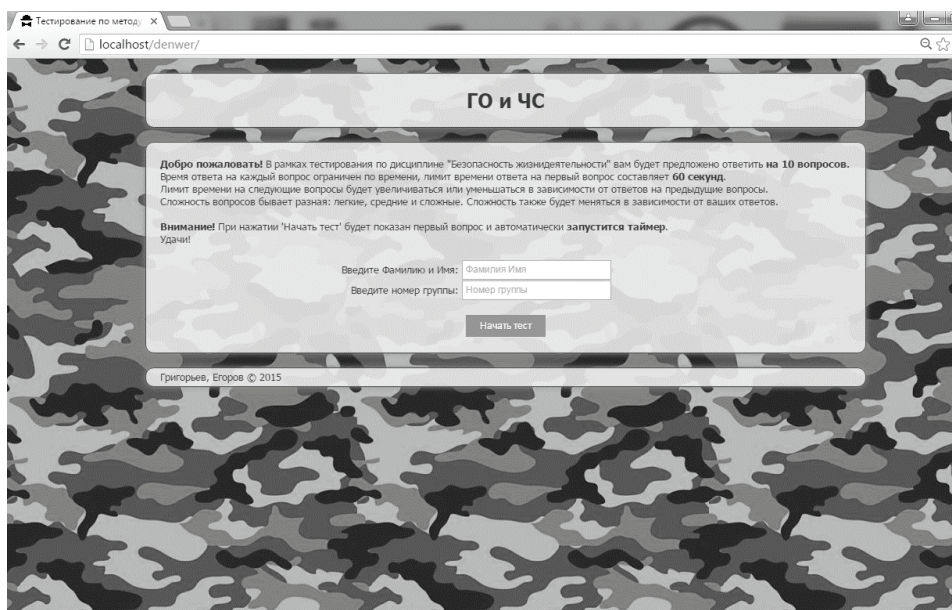 Тестирование по методу
localhost/denwer/
ГО и ЧС
Добро пожаловать! В рамках тестирования по дисциплине "Безопасность жизнидеятельности" вам будет предложено ответить на 10 вопросов.
Время ответа на каждый вопрос ограничен по времени, лимит времени ответа на первый вопрос составляет 60 секунд.
Лимит времени на следующие вопросы будет увеличиваться или уменьшаться в зависимости от ответов на предыдущие вопросы.
Сложность вопросов бывает разная: легкие, средние и сложные. Сложность также будет меняться в зависимости от ваших ответов.
Внимание! При нажатии 'Начать тест' будет показан первый вопрос и автоматически запустится таймер.
Удачи!
Введите Фамилию и Имя: Фамилия Имя
Введите номер группы: Номер группы
Начать тест
Григорьев, Егоров © 2015